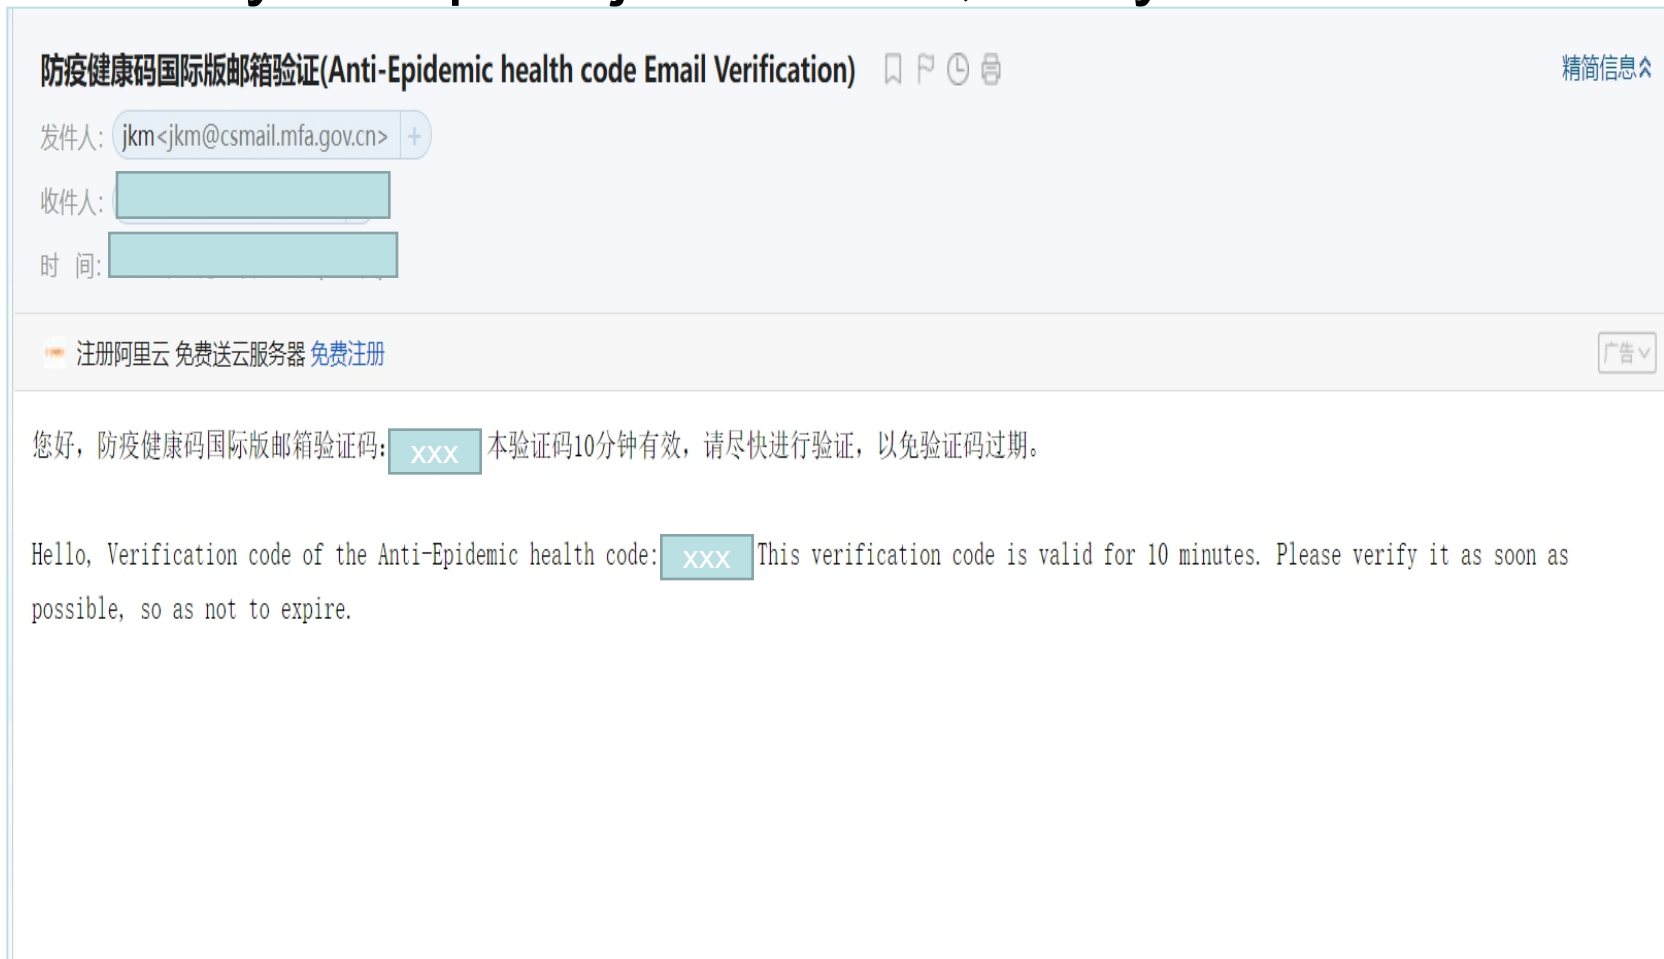 防疫健康码国际版邮箱验证(Anti-Epidemic health code Email Verification)
精简信息
发件人: jkm<jkm@csmail.mfa.gov.cn> +
收件人:
时 间:
注册阿里云 免费送云服务器 免费注册
广告
您好，防疫健康码国际版邮箱验证码: xxx 本验证码10分钟有效，请尽快进行验证，以免验证码过期。
Hello, Verification code of the Anti-Epidemic health code: xxx This verification code is valid for 10 minutes. Please verify it as soon as
possible, so as not to expire.